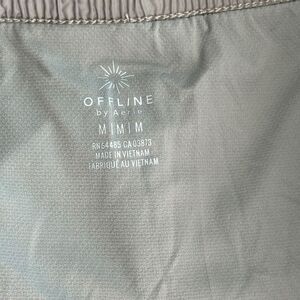 OFFLINE
by Aerie
M|M|M
RN 54485 CA 03873
MADE IN VIETNAM
FABRIQUÉ AU VIETNAM